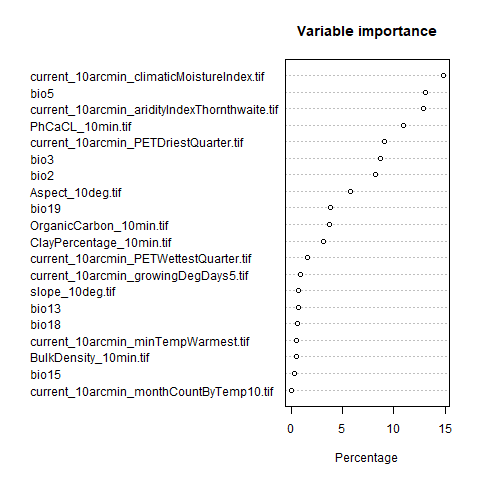 Variable importance
current_10arcmin_climaticMoistureIndex.tif
bio5
current_10arcmin_aridityIndexThornthwaite.tif
PhCaCL_10min.tif
current_10arcmin_PETDriestQuarter.tif
bio3
bio2
Aspect_10deg.tif
bio19
OrganicCarbon_10min.tif
ClayPercentage_10min.tif
current_10arcmin_PETWettestQuarter.tif
current_10arcmin_growingDegDays5.tif
slope_10deg.tif
bio13
bio18
current_10arcmin_minTempWarmest.tif
BulkDensity_10min.tif
bio15
current_10arcmin_monthCountByTemp10.tif
0 5 10 15
Percentage